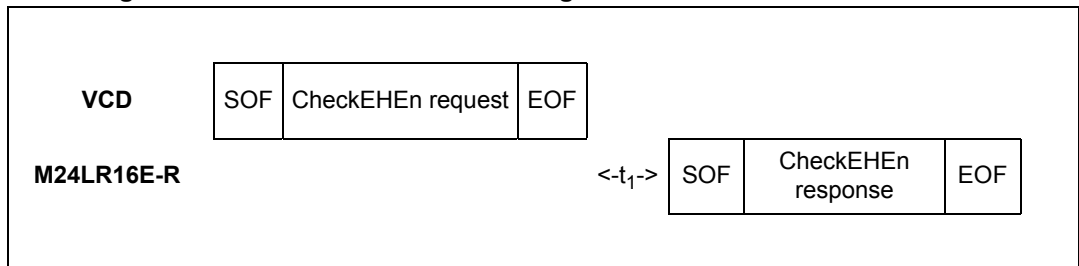 VCD SOF CheckEHEn request EOF
M24LR16E-R <-t1-> SOF CheckEHEn response EOF